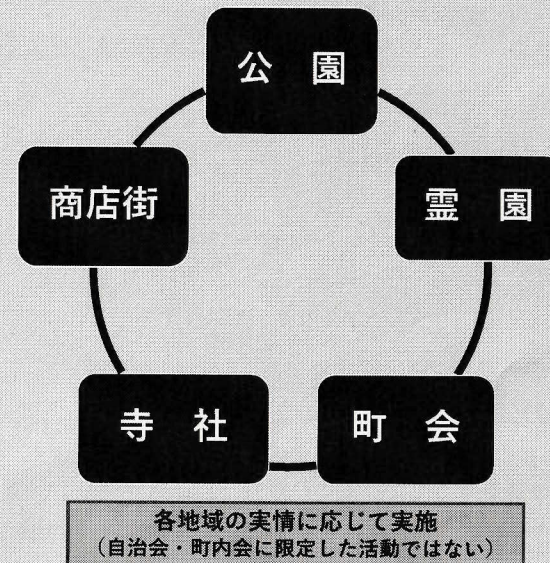 公　園
商店街
霊　園
寺　社
町　会
各地域の実情に応じて実施
（自治会・町内会に限定した活動ではない）